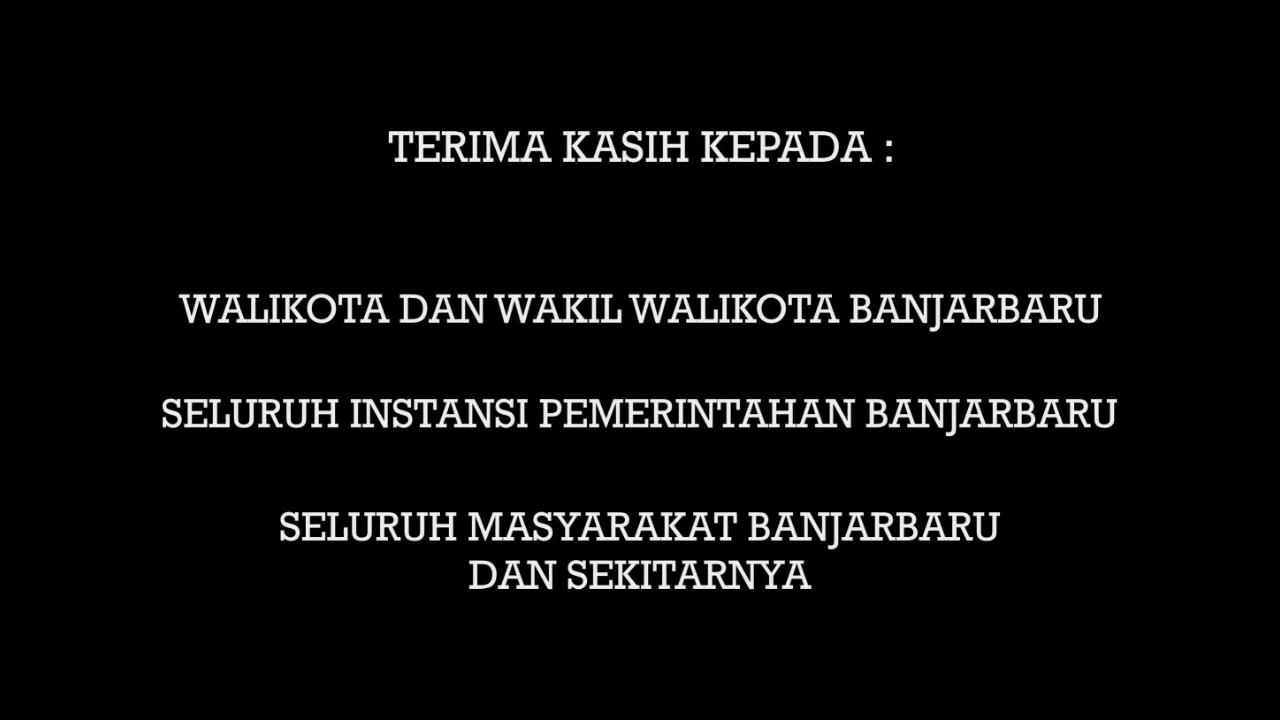 TERIMA KASIH KEPADA :
WALIKOTA DAN WAKIL WALIKOTA BANJARBARU
SELURUH INSTANSI PEMERINTAHAN BANJARBARU
SELURUH MASYARAKAT BANJARBARU
DAN SEKITARNYA